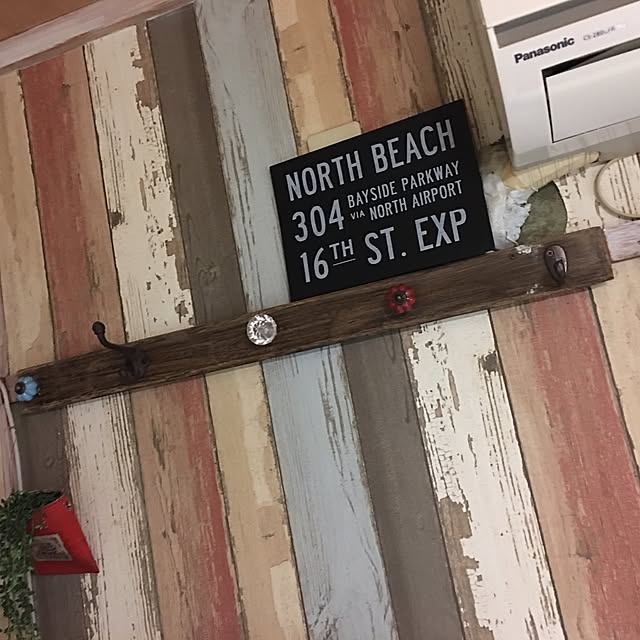 Panasonic
NORTH BEACH
304 BAYSIDE PARKWAY
VIA NORTH AIRPORT
16TH ST. EXP